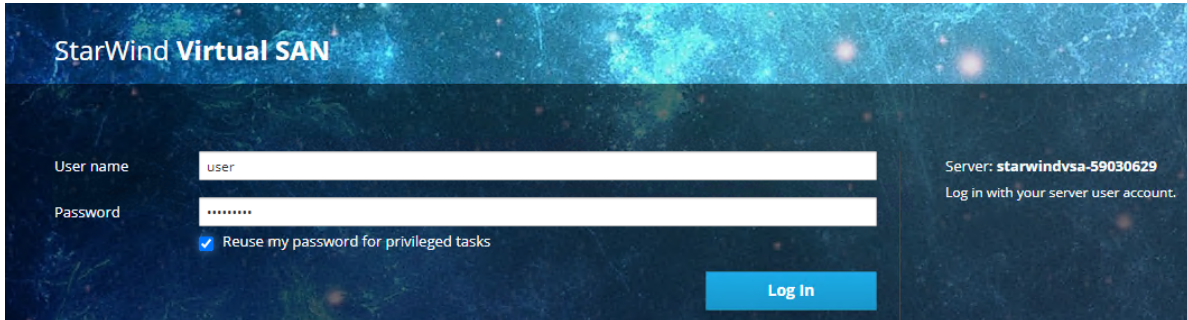 StarWind Virtual SAN
User name
user
Password
•••••••••
Reuse my password for privileged tasks
Log In
Server: starwindvsa-59030629
Log in with your server user account.